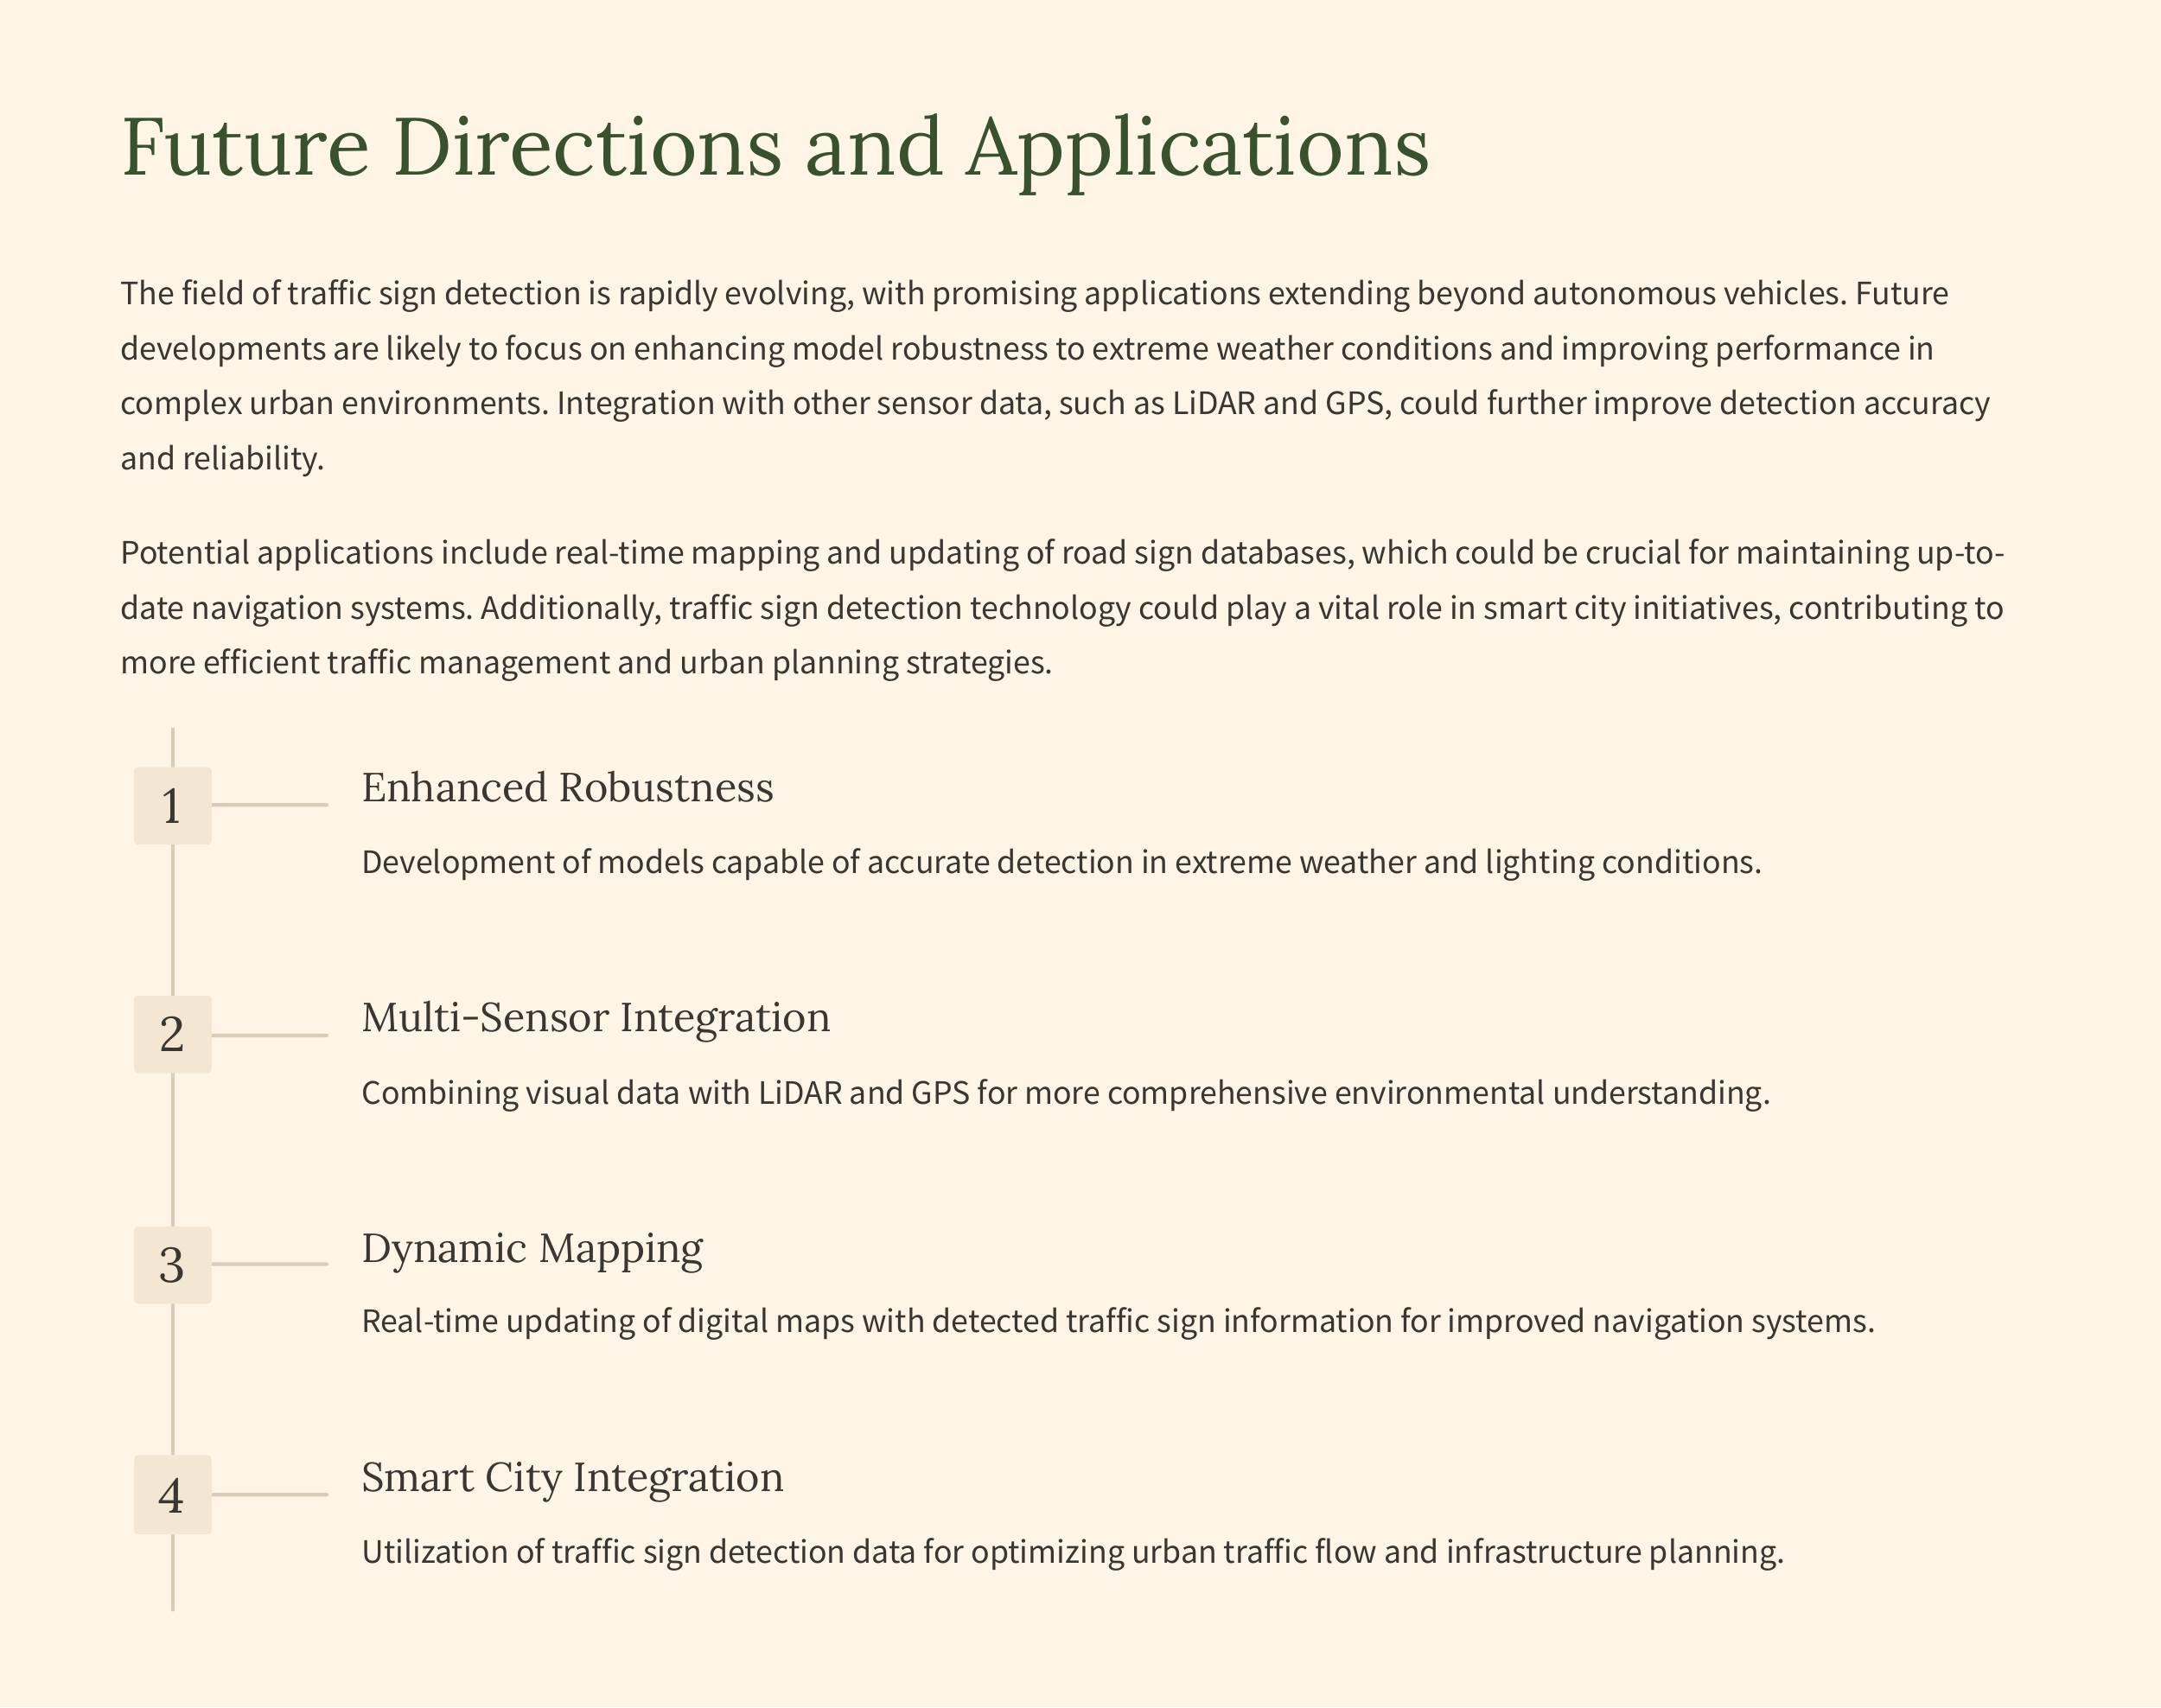 Future Directions and Applications
The field of traffic sign detection is rapidly evolving, with promising applications extending beyond autonomous vehicles. Future
developments are likely to focus on enhancing model robustness to extreme weather conditions and improving performance in
complex urban environments. Integration with other sensor data, such as LiDAR and GPS, could further improve detection accuracy
and reliability.
Potential applications include real-time mapping and updating of road sign databases, which could be crucial for maintaining up-to-
date navigation systems. Additionally, traffic sign detection technology could play a vital role in smart city initiatives, contributing to
more efficient traffic management and urban planning strategies.
1
Enhanced Robustness
Development of models capable of accurate detection in extreme weather and lighting conditions.
2
Multi-Sensor Integration
Combining visual data with LiDAR and GPS for more comprehensive environmental understanding.
3
Dynamic Mapping
Real-time updating of digital maps with detected traffic sign information for improved navigation systems.
4
Smart City Integration
Utilization of traffic sign detection data for optimizing urban traffic flow and infrastructure planning.